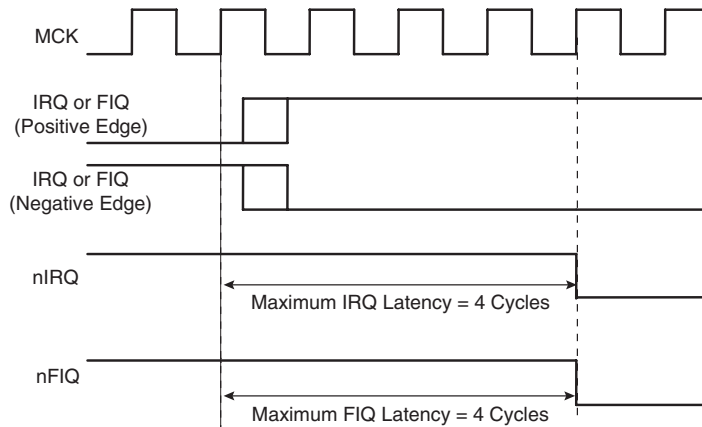 MCK
IRQ or FIQ
(Positive Edge)
IRQ or FIQ
(Negative Edge)
nIRQ
Maximum IRQ Latency = 4 Cycles
nFIQ
Maximum FIQ Latency = 4 Cycles